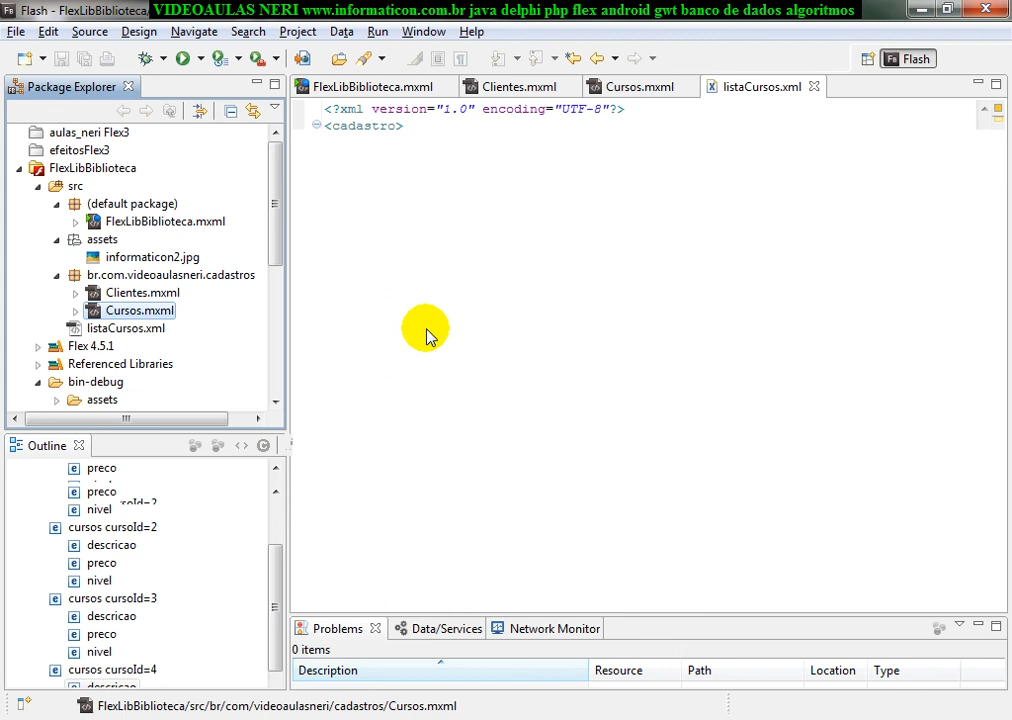 Flash - FlexLibBiblioteca/
VIDEOAULAS NERI www.informaticon.com.br java delphi php flex android gwt banco de dados algoritmos
File Edit Source Design Navigate Search Project Data Run Window Help
Fb Flash
Package Explorer
FlexLibBiblioteca.mxml Clientes.mxml Cursos.mxml listaCursos.xml
<?xml version="1.0" encoding="UTF-8"?>
<cadastro>
aulas_neri Flex3
efeitosFlex3
FlexLibBiblioteca
src
(default package)
FlexLibBiblioteca.mxml
assets
informaticon2.jpg
br.com.videoaulasneri.cadastros
Clientes.mxml
Cursos.mxml
listaCursos.xml
Flex 4.5.1
Referenced Libraries
bin-debug
assets
Outline
preco
preco
nivel
cursos cursoId=2
descricao
preco
nivel
cursos cursoId=3
descricao
preco
nivel
cursos cursoId=4
descricao
Problems Data/Services Network Monitor
0 items
Description Resource Path Location Type
FlexLibBiblioteca/src/br/com/videoaulasneri/cadastros/Cursos.mxml